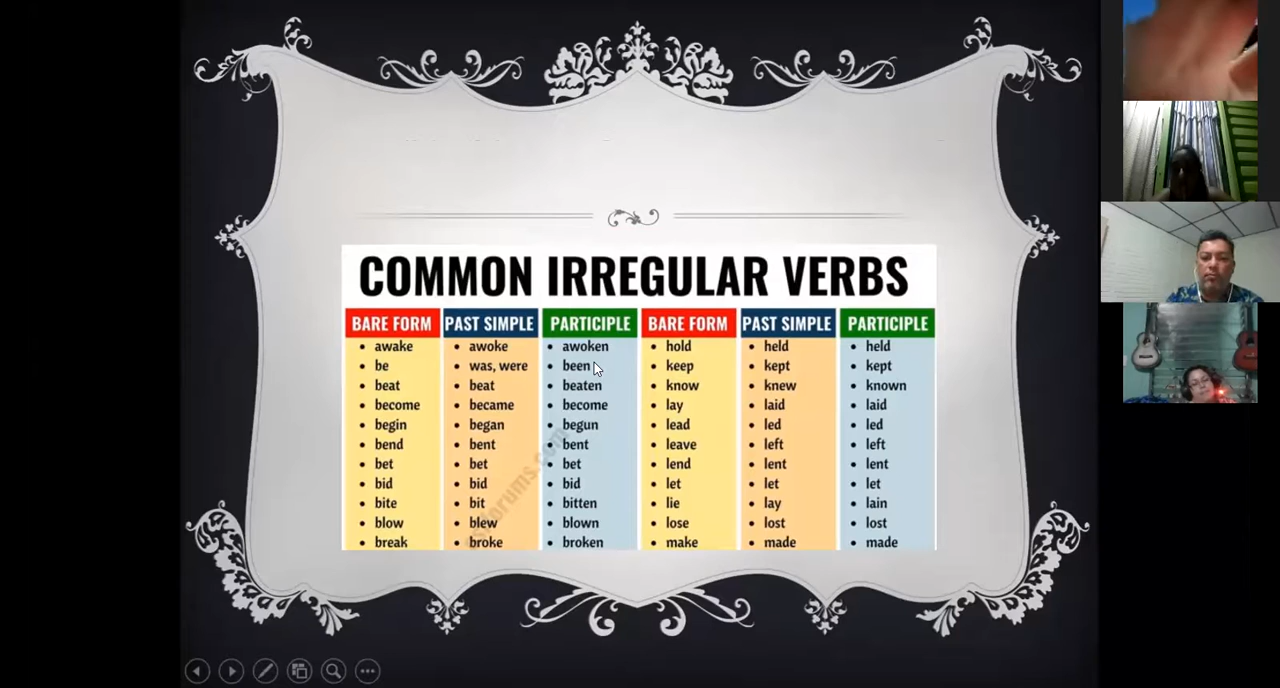 COMMON IRREGULAR VERBS
BARE FORM PAST SIMPLE PARTICIPLE BARE FORM PAST SIMPLE PARTICIPLE
• awake • awoke • awoken • hold • held • held
• be • was, were • been • keep • kept • kept
• beat • beat • beaten • know • knew • known
• become • became • become • lay • laid • laid
• begin • began • begun • lead • led • led
• bend • bent • bent • leave • left • left
• bet • bet • bet • lend • lent • lent
• bid • bid • bid • let • let • let
• bite • bit • bitten • lie • lay • lain
• blow • blew • blown • lose • lost • lost
• break • broke • broken • make • made • made